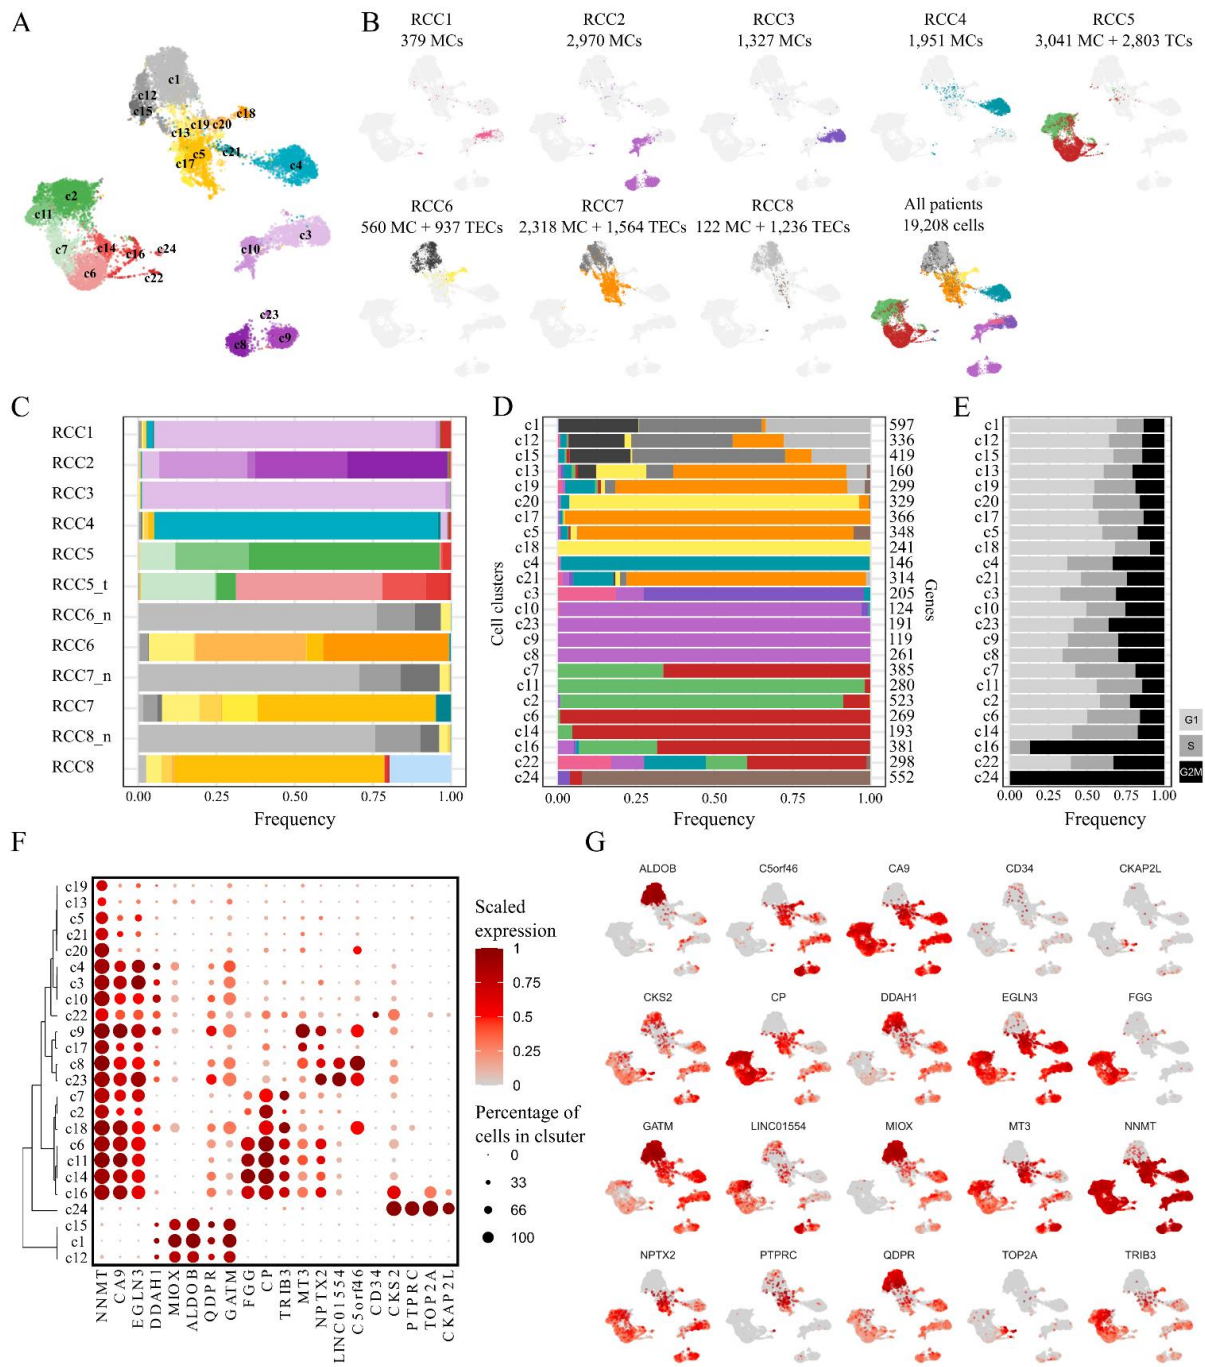 A
c1
c12
c15
c18
c19
c20
c13
c5
c21
c17
c4
c2
c11
c7
c14
c16
c24
c6
c22
c3
c10
c23
c8
c9
B
RCC1
379 MCs
RCC2
2,970 MCs
RCC3
1,327 MCs
RCC4
1,951 MCs
RCC5
3,041 MC + 2,803 TCs
RCC6
560 MC + 937 TECs
RCC7
2,318 MC + 1,564 TECs
RCC8
122 MC + 1,236 TECs
All patients
19,208 cells
C
RCC1
RCC2
RCC3
RCC4
RCC5
RCC5_t
RCC6_n
RCC6
RCC7_n
RCC7
RCC8_n
RCC8
0.00 0.25 0.50 0.75 1.00
Frequency
D
Cell clusters
c1 597
c12 336
c15 419
c13 160
c19 299
c20 329
c17 366
c5 348
c18 241
c4 146
c21 314
c3 205
c10 124
c23 191
c9 119
c8 261
c7 385
c11 280
c2 523
c6 269
c14 193
c16 381
c22 298
c24 552
Genes
0.00 0.25 0.50 0.75 1.00
Frequency
E
c1
c12
c15
c13
c19
c20
c17
c5
c18
c4
c21
c3
c10
c23
c9
c8
c7
c11
c2
c6
c14
c16
c22
c24
0.00 0.25 0.50 0.75 1.00
Frequency
G1
S
G2M
F
c19
c13
c5
c21
c20
c4
c3
c10
c22
c9
c17
c8
c23
c7
c2
c18
c6
c11
c14
c16
c24
c15
c1
c12
NNMT
CA9
EGLN3
DDAH1
MIOX
ALDOB
QDPR
GATM
FGG
CP
TRIB3
MT3
NPTX2
LINC01554
C5orf46
CD34
CKS2
PTPRC
TOP2A
CKAP2L
Scaled
expression
1
0.75
0.5
0.25
0
Percentage of
cells in clsuter
0
33
66
100
G
ALDOB C5orf46 CA9 CD34 CKAP2L
CKS2 CP DDAH1 EGLN3 FGG
GATM LINC01554 MIOX MT3 NNMT
NPTX2 PTPRC QDPR TOP2A TRIB3